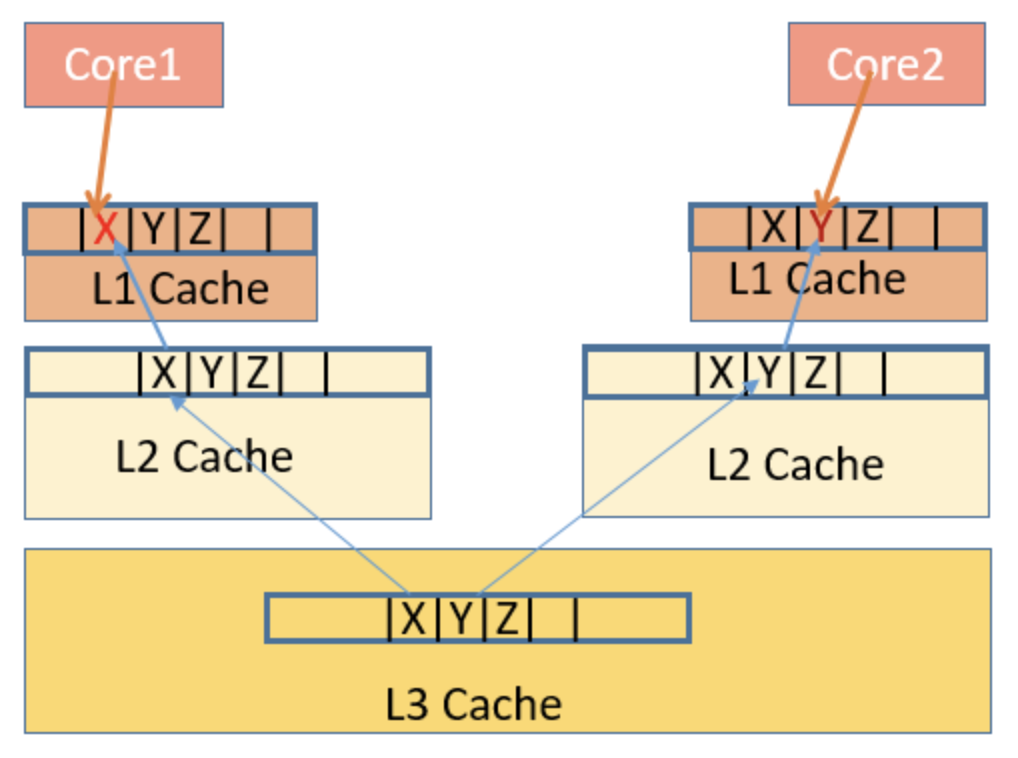 Core1
Core2
|X|Y|Z| |
|X|Y|Z| |
L1 Cache
L1 Cache
|X|Y|Z| |
|X|Y|Z| |
L2 Cache
L2 Cache
|X|Y|Z| |
L3 Cache